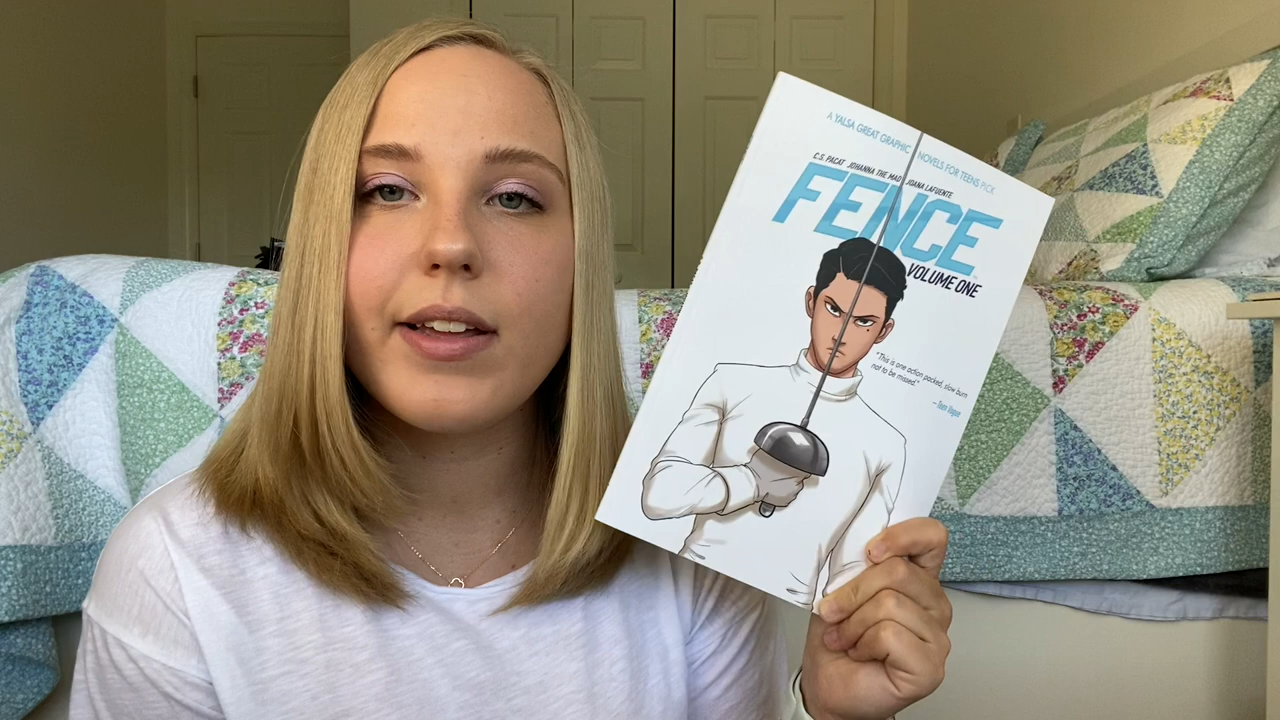 A YALSA GREAT GRAPHIC NOVELS FOR TEENS PICK
C.S. PACAT JOHANNA THE MAD JOANA LAFUENTE
FENCE
VOLUME ONE
"This is one action packed, slow burn
not to be missed."
—Teen Vogue